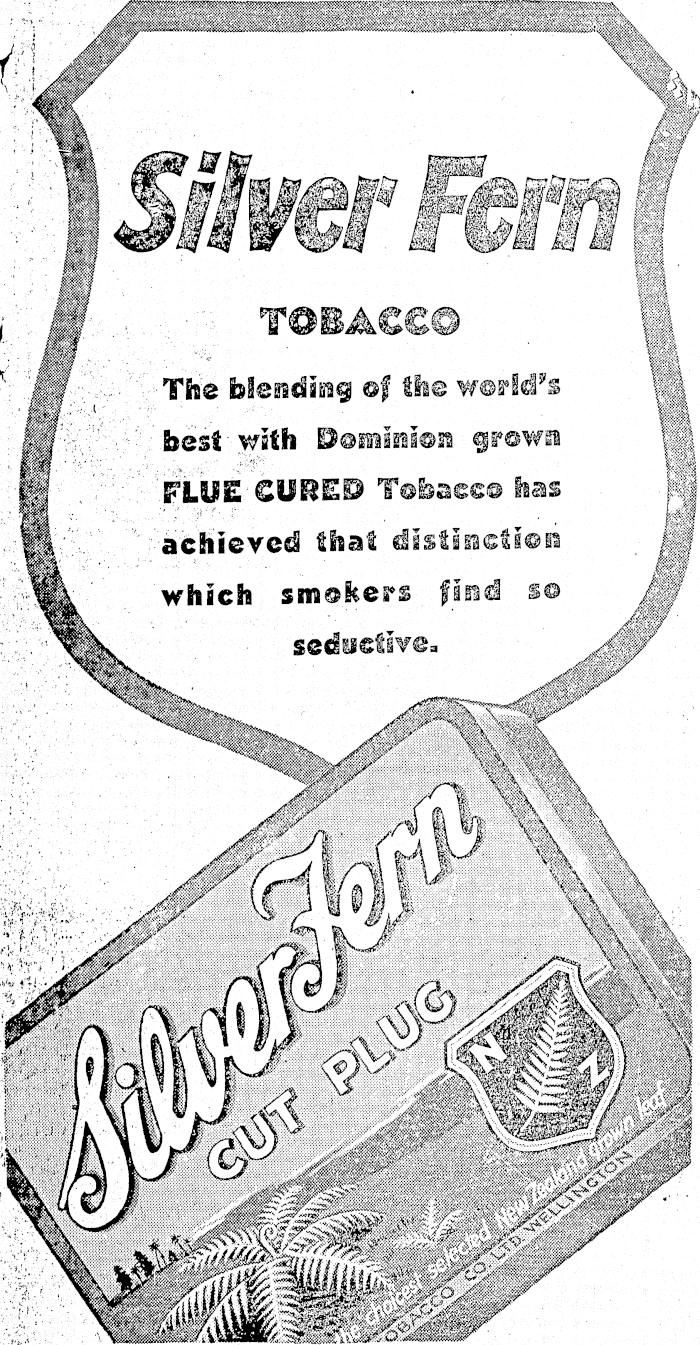 Silver Fern
TOBACCO
The blending of the world's
best with Dominion grown
FLUE CURED Tobacco has
achieved that distinction
which smokers find so
seductive.
Silver Fern
CUT PLUG
N Z
the choicest selected New Zealand grown leaf
TOBACCO CO. LTD. WELLINGTON